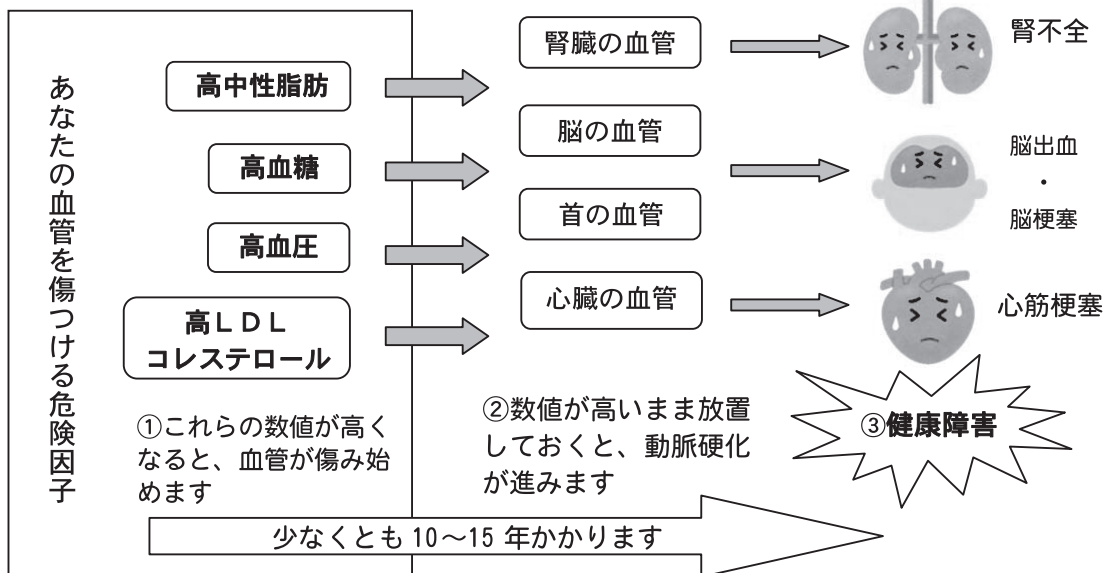 あなたの血管を傷つける危険因子
高中性脂肪
高血糖
高血圧
高ＬＤＬ
コレステロール
①これらの数値が高く
なると、血管が傷み始
めます
腎臓の血管
脳の血管
首の血管
心臓の血管
②数値が高いまま放置
しておくと、動脈硬化
が進みます
腎不全
脳出血
・
脳梗塞
心筋梗塞
③健康障害
少なくとも 10～15 年かかります